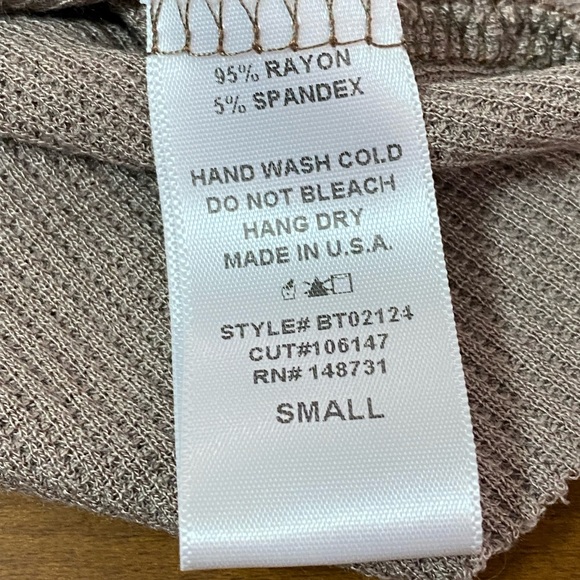 95% RAYON
5% SPANDEX
HAND WASH COLD
DO NOT BLEACH
HANG DRY
MADE IN U.S.A.
STYLE# BT02124
CUT#106147
RN# 148731
SMALL